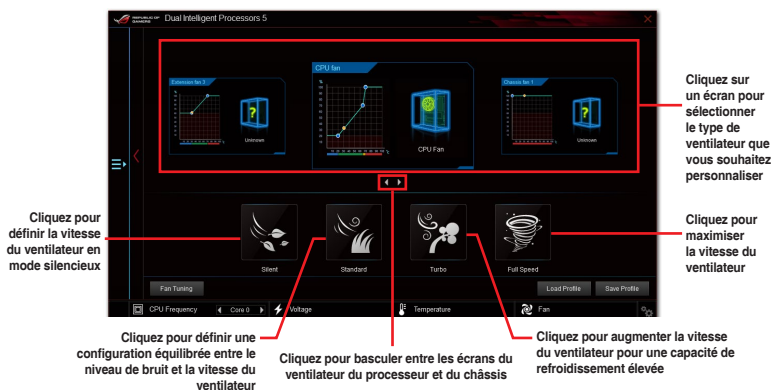 REPUBLIC OF GAMERS
Dual Intelligent Processors 5
Extension fan 3
Unknown
CPU fan
CPU Fan
Chassis fan 1
Unknown
Cliquez sur
un écran pour
sélectionner
le type de
ventilateur que
vous souhaitez
personnaliser
Cliquez pour
définir la vitesse
du ventilateur en
mode silencieux
Silent
Standard
Turbo
Full Speed
Cliquez pour
maximiser
la vitesse du
ventilateur
Fan Tuning
Load Profile
Save Profile
CPU Frequency
Core 0
Voltage
Temperature
Fan
Cliquez pour définir une
configuration équilibrée entre le
niveau de bruit et la vitesse du
ventilateur
Cliquez pour basculer entre les écrans du
ventilateur du processeur et du châssis
Cliquez pour augmenter la vitesse
du ventilateur pour une capacité de
refroidissement élevée